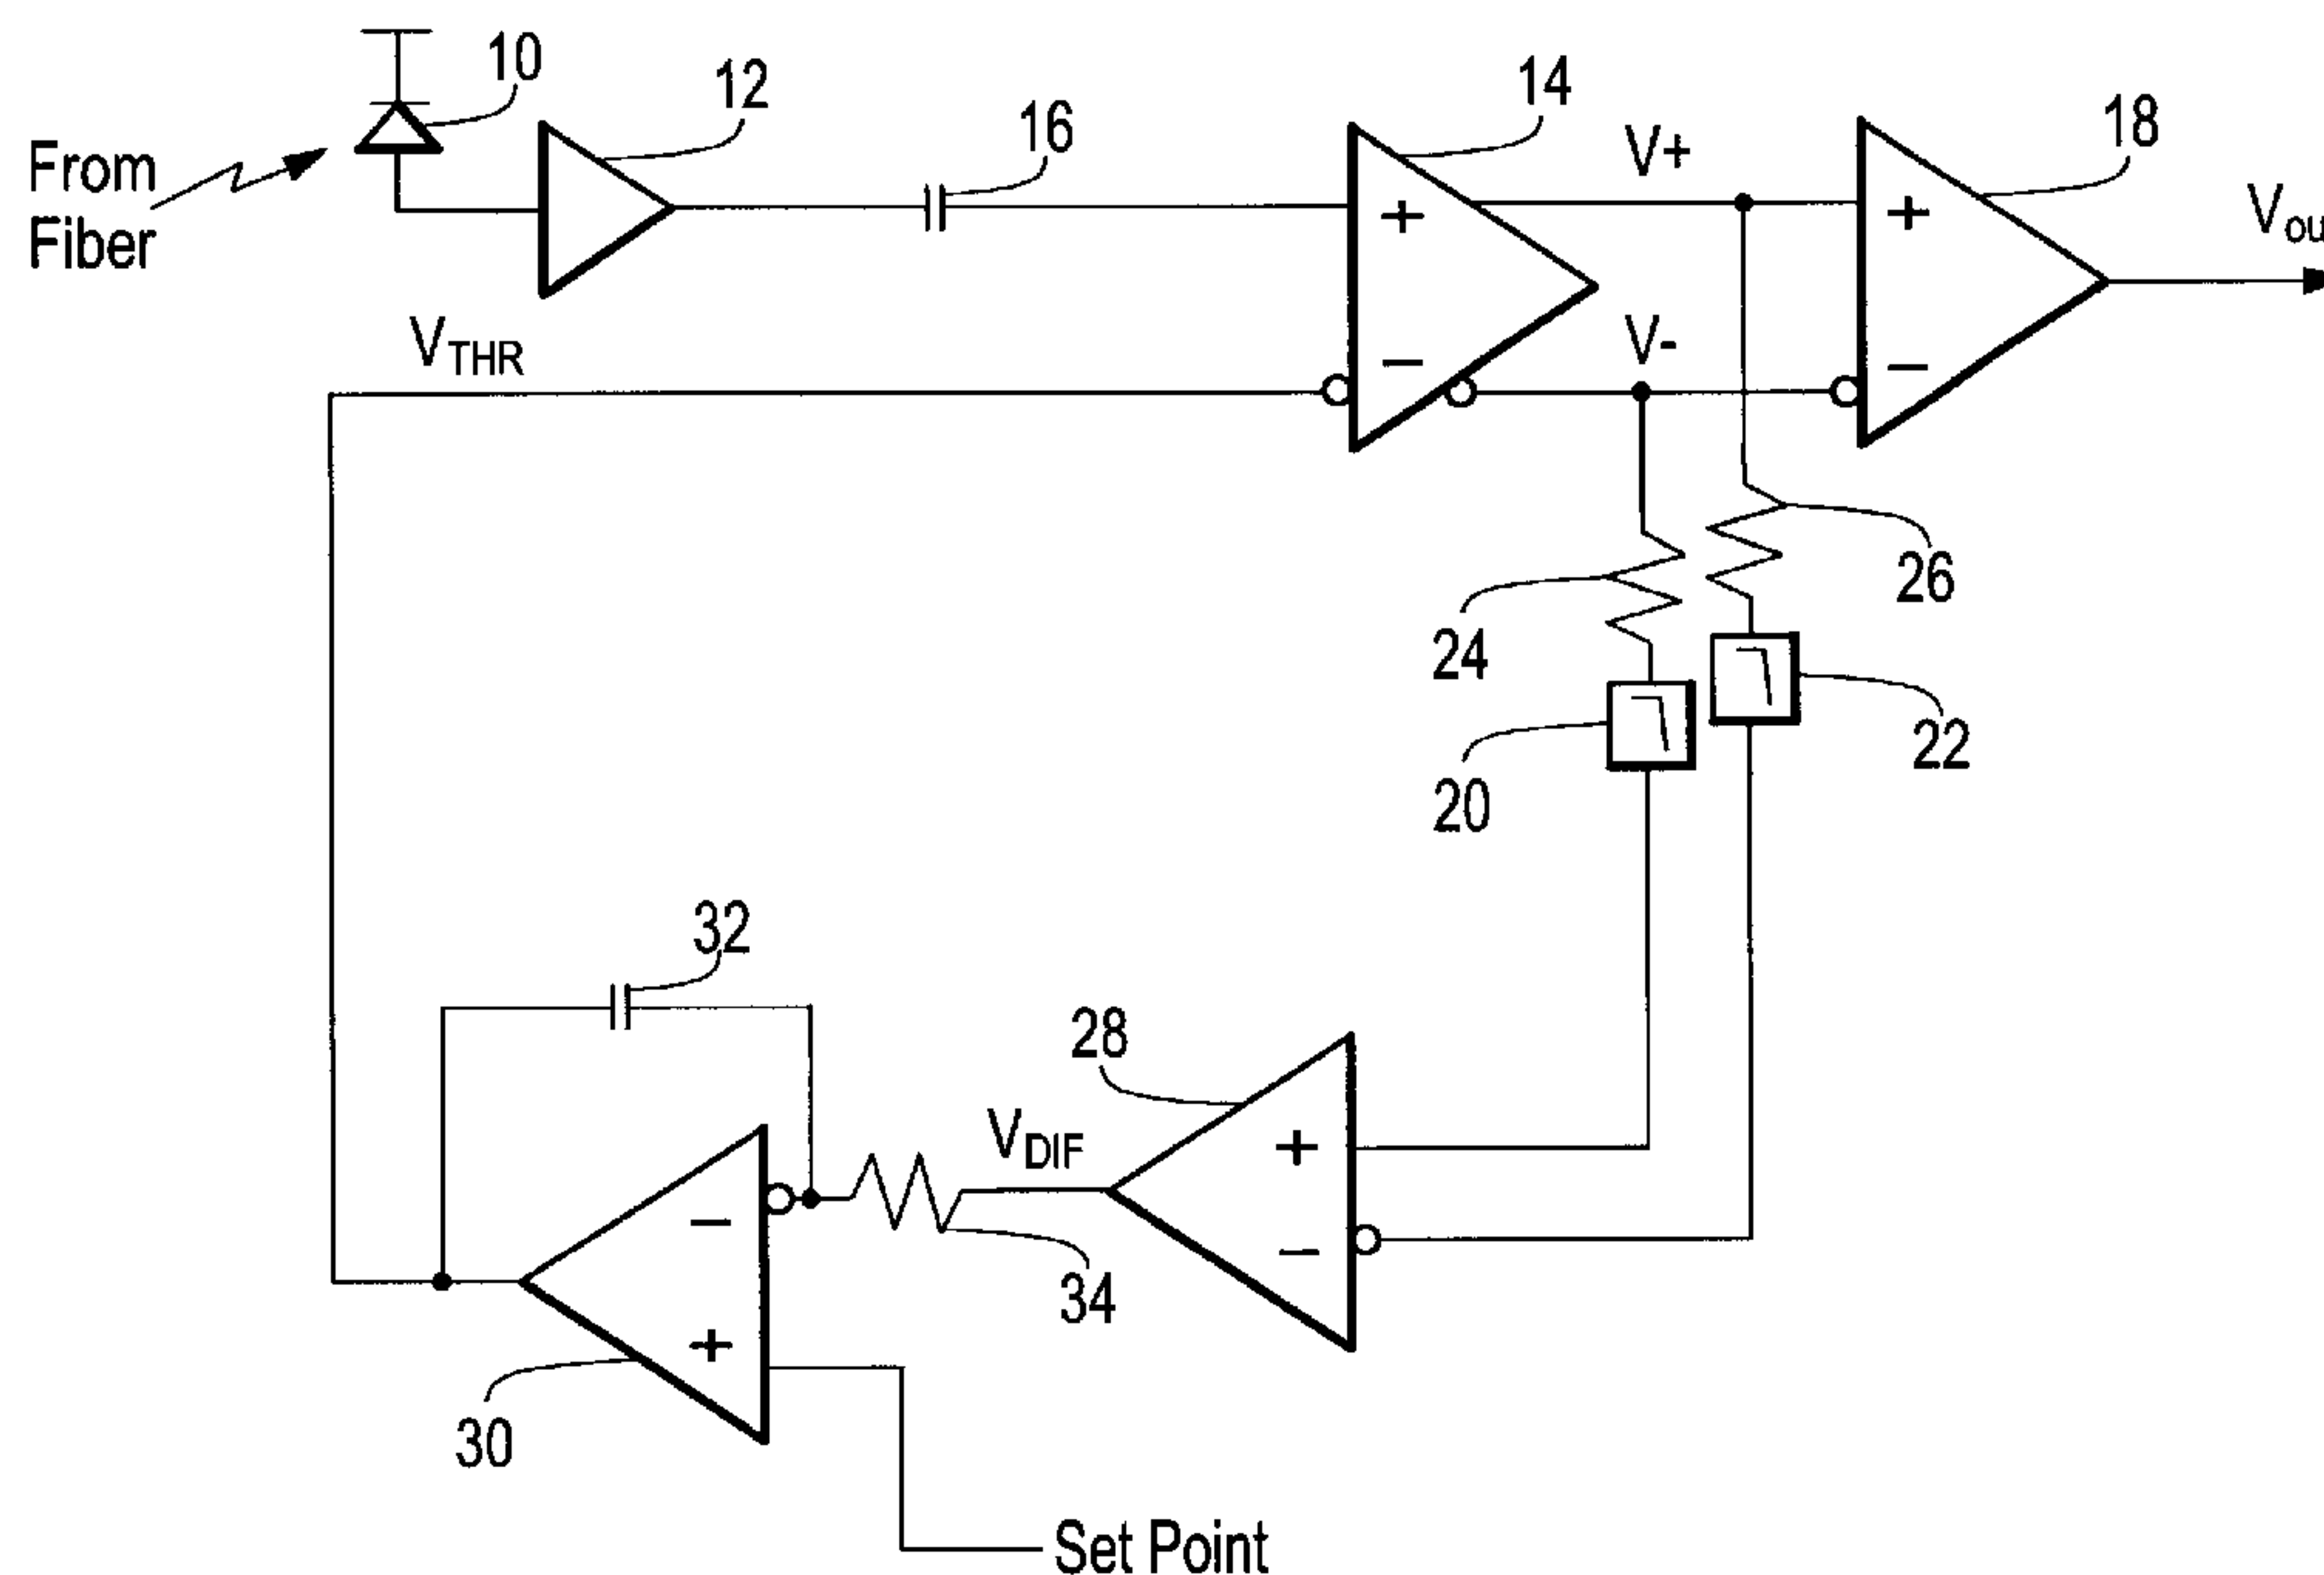 10
12
16
14
V+
18
From
Fiber
VOU
VTHR
V-
+
+
−
−
26
24
22
20
32
28
VDIF
+
−
−
+
34
30
Set Point